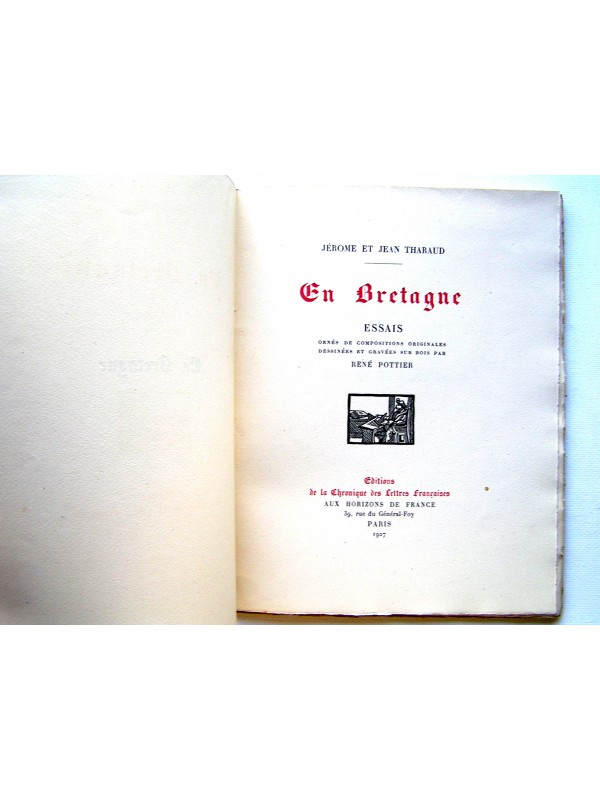 JÉROME ET JEAN THARAUD
En Bretagne
ESSAIS
ORNÉS DE COMPOSITIONS ORIGINALES
DESSINÉES ET GRAVÉES SUR BOIS PAR
RENÉ POTTIER
Editions
de la Chronique des Lettres Françaises
AUX HORIZONS DE FRANCE
39, rue du Général-Foy
PARIS
1927